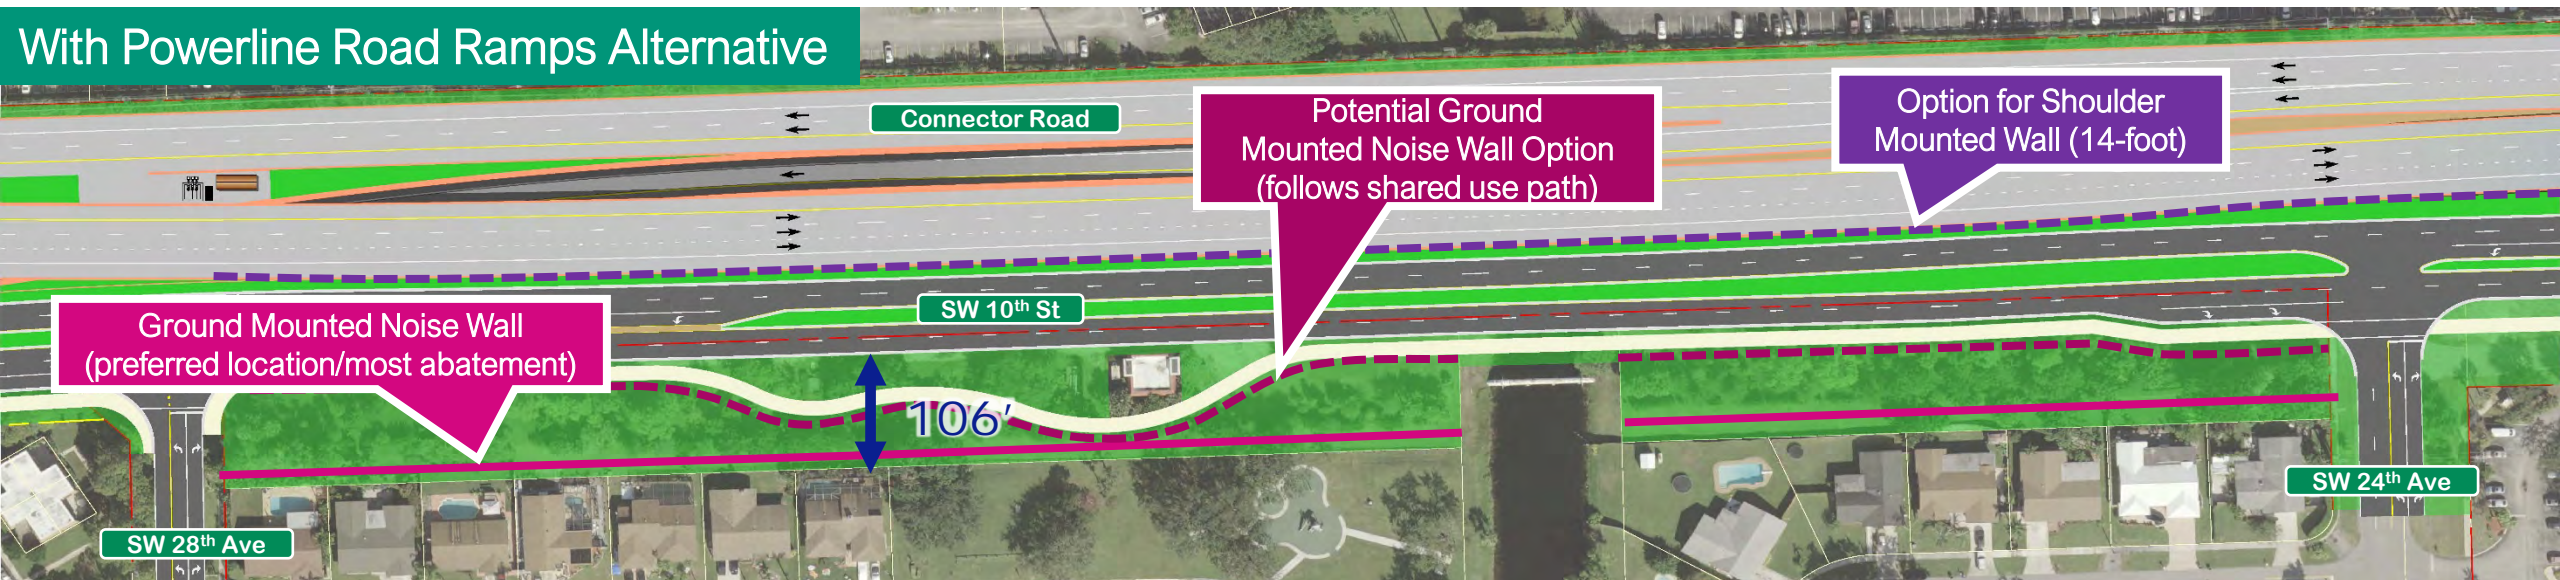 With Powerline Road Ramps Alternative
Connector Road
Potential Ground
Mounted Noise Wall Option
(follows shared use path)
Option for Shoulder
Mounted Wall (14-foot)
Ground Mounted Noise Wall
(preferred location/most abatement)
SW 10th St
106'
SW 28th Ave
SW 24th Ave